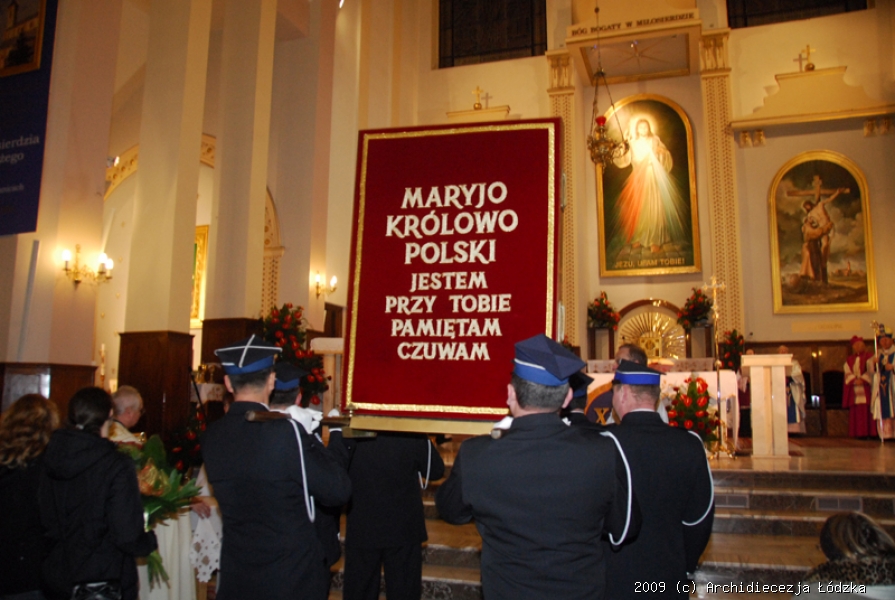 BÓG BOGATY W MIŁOSIERDZIE
MARYJO
KRÓLOWO
POLSKI
JESTEM
PRZY TOBIE
PAMIĘTAM
CZUWAM
JEZU, UFAM TOBIE!
2009 (c) Archidiecezja Łódzka